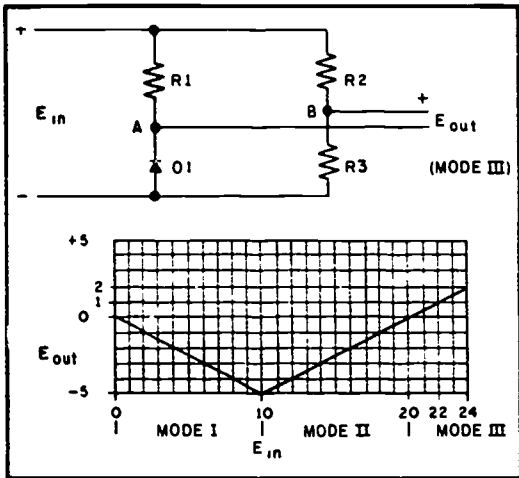 +
R1
R2
B
+
E in
A
E out
D1
R3
(MODE III)
-
+5
2
1
0
E out
-5
0
10
20 22 24
MODE I
MODE II
MODE III
E in